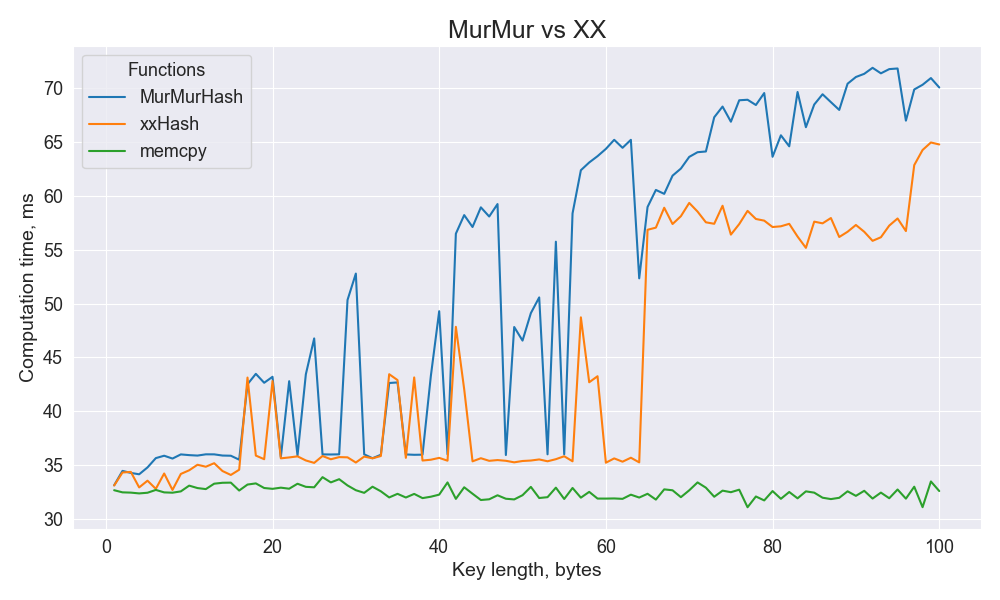 MurMur vs XX
Functions
MurMurHash
xxHash
memcpy
Computation time, ms
70
65
60
55
50
45
40
35
30
0 20 40 60 80 100
Key length, bytes